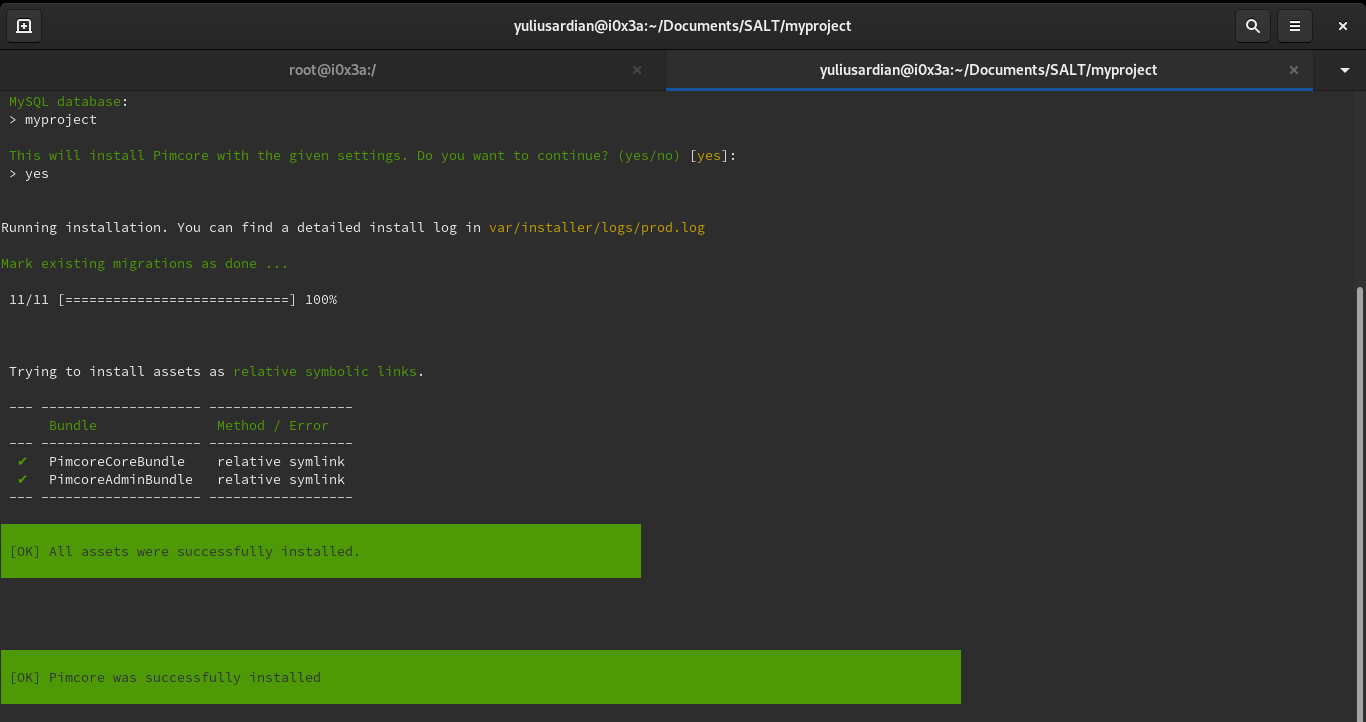 yuliusardian@i0x3a:~/Documents/SALT/myproject
root@i0x3a:/
yuliusardian@i0x3a:~/Documents/SALT/myproject
MySQL database:
> myproject
This will install Pimcore with the given settings. Do you want to continue? (yes/no) [yes]:
> yes
Running installation. You can find a detailed install log in var/installer/logs/prod.log
Mark existing migrations as done ...
11/11 [============================] 100%
Trying to install assets as relative symbolic links.
--- -------------------- ------------------
Bundle Method / Error
--- -------------------- ------------------
✔ PimcoreCoreBundle relative symlink
✔ PimcoreAdminBundle relative symlink
--- -------------------- ------------------
[OK] All assets were successfully installed.
[OK] Pimcore was successfully installed